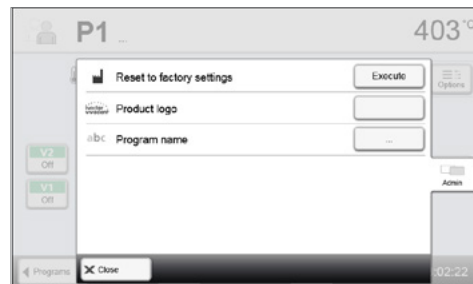 P1 ...
403°C
Reset to factory settings
Execute
Options
Product logo
abc
Program name
...
V2
Off
V1
Off
Admin
Programs
Close
:02:22